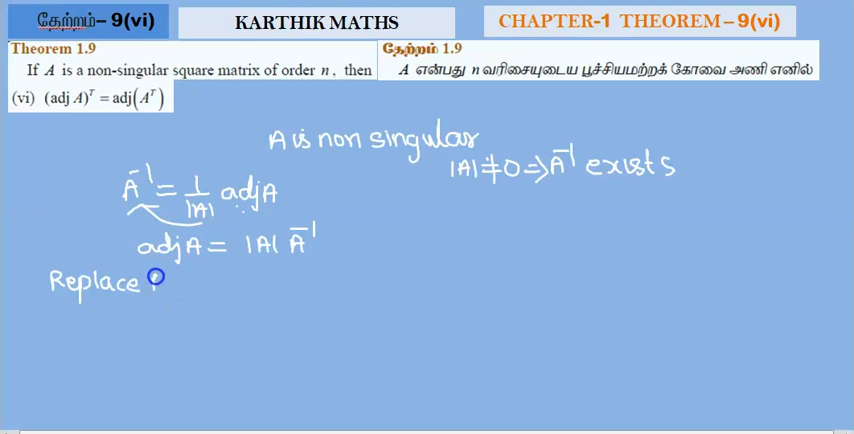 தேற்றம்– 9(vi)
KARTHIK MATHS
CHAPTER-1 THEOREM – 9(vi)
Theorem 1.9
If A is a non-singular square matrix of order n, then
(vi) (adj A)ᵀ = adj(Aᵀ)
தேற்றம் 1.9
A என்பது n வரிசையுடைய பூச்சியமற்றக் கோவை அணி எனில்
A is non singular
|A| ≠ 0 ⇒ A⁻¹ exists
A⁻¹ = 1/|A| adj A
adj A = |A| A⁻¹
Replace